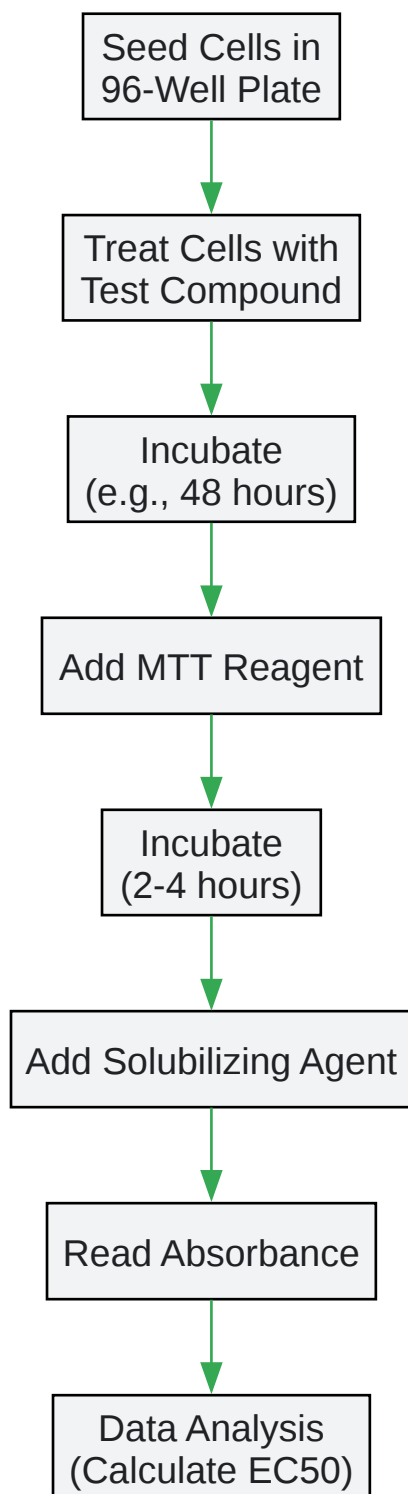 Seed Cells in
96-Well Plate
Treat Cells with
Test Compound
Incubate
(e.g., 48 hours)
Add MTT Reagent
Incubate
(2-4 hours)
Add Solubilizing Agent
Read Absorbance
Data Analysis
(Calculate EC50)